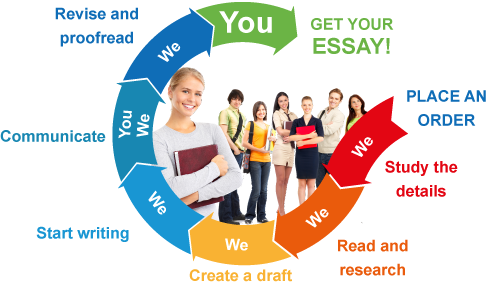 PLACE AN
ORDER
We
Study the
details
We
Read and
research
We
Create a draft
We
Start writing
You
We
Communicate
We
Revise and
proofread
You
GET YOUR
ESSAY!